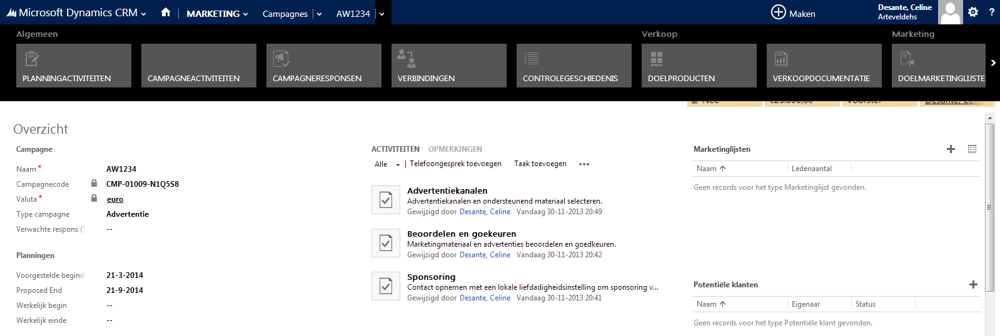 Microsoft Dynamics CRM MARKETING Campagnes AW1234 Maken Desante, Celine ?
Arteveldehs
Algemeen Verkoop Marketing
PLANNINGACTIVITEITEN CAMPAGNEACTIVITEITEN CAMPAGNERESPONSEN VERBINDINGEN CONTROLEGESCHIEDENIS DOELPRODUCTEN VERKOOPDOCUMENTATIE DOELMARKETINGLIJSTE
Nee €25.000,00 Voorstel Desante, Celin
Overzicht
Campagne
Naam * AW1234
Campagnecode CMP-01009-N1Q5S8
Valuta * euro
Type campagne Advertentie
Verwachte respons (% --
Planningen
Voorgestelde begind 21-3-2014
Proposed End 21-9-2014
Werkelijk begin --
Werkelijk einde --
ACTIVITEITEN OPMERKINGEN
Alle | Telefoongesprek toevoegen Taak toevoegen •••
Advertentiekanalen
Advertentiekanalen en ondersteunend materiaal selecteren.
Gewijzigd door Desante, Celine Vandaag 30-11-2013 20:49
Beoordelen en goekeuren
Marketingmateriaal en advertenties beoordelen en goedkeuren.
Gewijzigd door Desante, Celine Vandaag 30-11-2013 20:42
Sponsoring
Contact opnemen met een lokale liefdadigheidsinstelling om sponsoring v...
Gewijzigd door Desante, Celine Vandaag 30-11-2013 20:41
Marketinglijsten
Naam ↑ Ledenaantal
Geen records voor het type Marketinglijst gevonden.
Potentiële klanten
Naam ↑ Eigenaar Status
Geen records voor het type Potentiële klant gevonden.